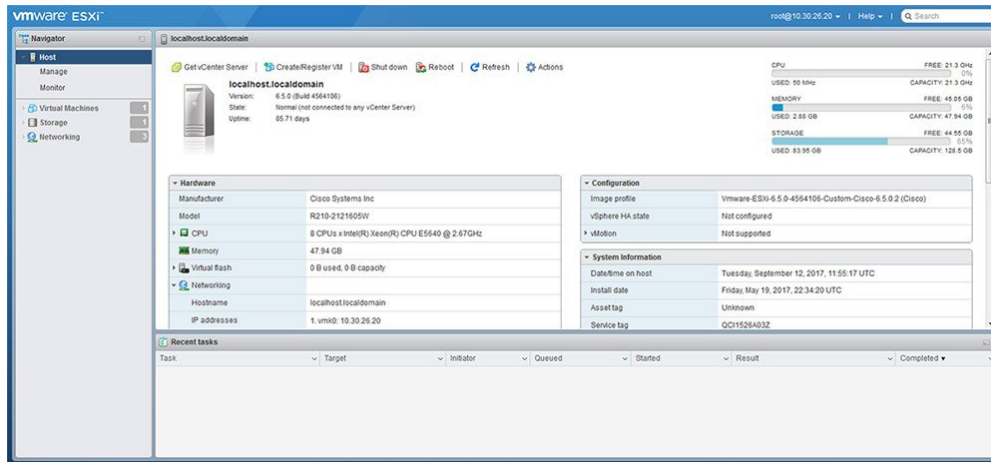 vmware ESXi™
root@10.30.26.20 | Help | Search
Navigator
localhost.localdomain
Host
Manage
Monitor
Virtual Machines 1
Storage 1
Networking 3
Get vCenter Server | Create/Register VM | Shut down Reboot | Refresh | Actions
localhost.localdomain
Version: 6.5.0 (Build 4564106)
State: Normal (not connected to any vCenter Server)
Uptime: 85.71 days
CPU FREE: 21.3 GHz
0%
USED: 50 MHz CAPACITY: 21.3 GHz
MEMORY FREE: 45.05 GB
6%
USED: 2.88 GB CAPACITY: 47.94 GB
STORAGE FREE: 44.55 GB
65%
USED: 83.95 GB CAPACITY: 128.5 GB
Hardware
Manufacturer Cisco Systems Inc
Model R210-2121605W
CPU 8 CPUs x Intel(R) Xeon(R) CPU E5640 @ 2.67GHz
Memory 47.94 GB
Virtual flash 0 B used, 0 B capacity
Networking
Hostname localhost.localdomain
IP addresses 1. vmk0: 10.30.26.20
Configuration
Image profile Vmware-ESXi-6.5.0-4564106-Custom-Cisco-6.5.0.2 (Cisco)
vSphere HA state Not configured
vMotion Not supported
System Information
Date/time on host Tuesday, September 12, 2017, 11:55:17 UTC
Install date Friday, May 19, 2017, 22:34:20 UTC
Asset tag Unknown
Service tag QCI1526A03Z
Recent tasks
Task Target Initiator Queued Started Result Completed